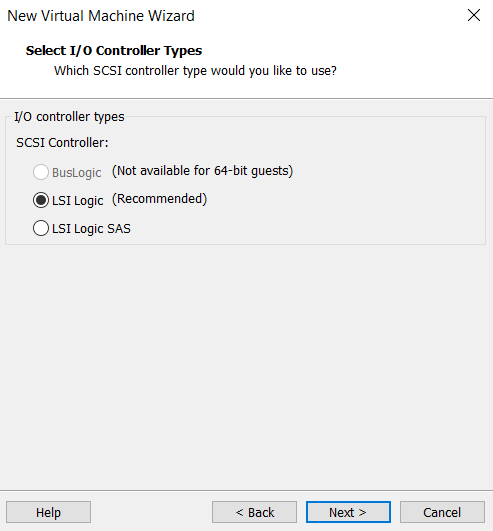 New Virtual Machine Wizard
Select I/O Controller Types
Which SCSI controller type would you like to use?
I/O controller types
SCSI Controller:
BusLogic (Not available for 64-bit guests)
LSI Logic (Recommended)
LSI Logic SAS
Help < Back Next > Cancel